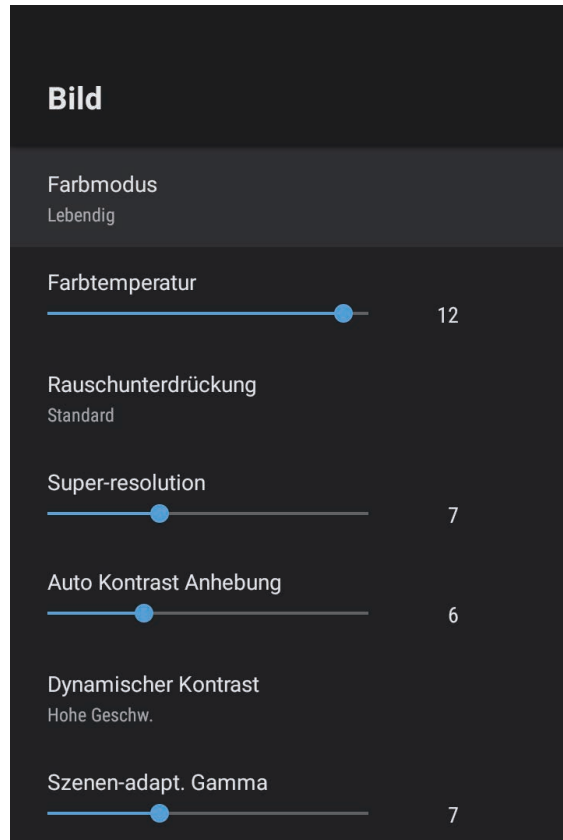 Bild
Farbmodus
Lebendig
Farbtemperatur
12
Rauschunterdrückung
Standard
Super-resolution
7
Auto Kontrast Anhebung
6
Dynamischer Kontrast
Hohe Geschw.
Szenen-adapt. Gamma
7